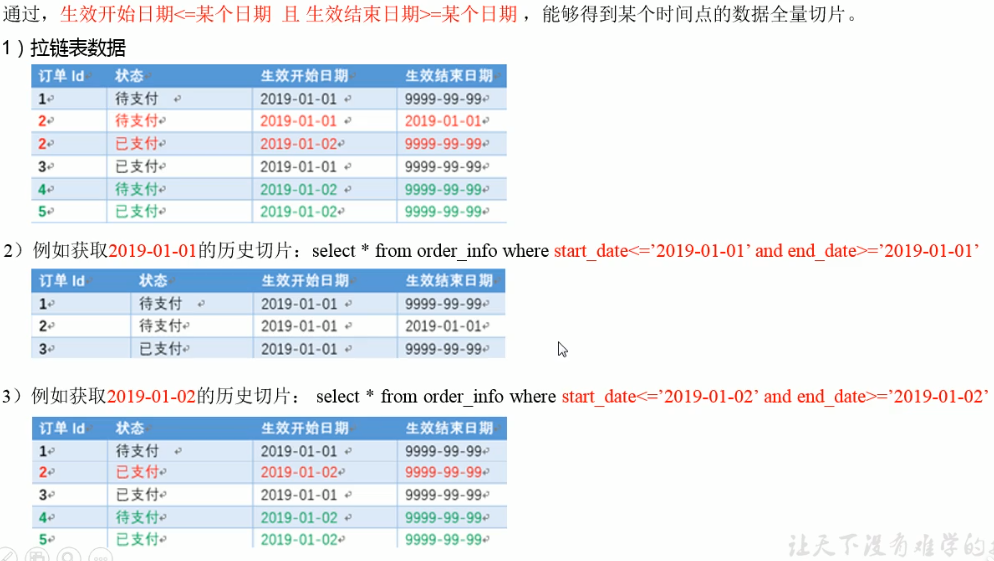 通过，生效开始日期<=某个日期 且 生效结束日期>=某个日期 ，能够得到某个时间点的数据全量切片。
1）拉链表数据
订单 Id 状态 生效开始日期 生效结束日期
1 待支付 2019-01-01 9999-99-99
2 待支付 2019-01-01 2019-01-01
2 已支付 2019-01-02 9999-99-99
3 已支付 2019-01-01 9999-99-99
4 待支付 2019-01-02 9999-99-99
5 已支付 2019-01-02 9999-99-99
2）例如获取2019-01-01的历史切片：select * from order_info where start_date<=’2019-01-01’ and end_date>=’2019-01-01’
订单 Id 状态 生效开始日期 生效结束日期
1 待支付 2019-01-01 9999-99-99
2 待支付 2019-01-01 2019-01-01
3 已支付 2019-01-01 9999-99-99
3）例如获取2019-01-02的历史切片： select * from order_info where start_date<=’2019-01-02’ and end_date>=’2019-01-02’
订单 Id 状态 生效开始日期 生效结束日期
1 待支付 2019-01-01 9999-99-99
2 已支付 2019-01-02 9999-99-99
3 已支付 2019-01-01 9999-99-99
4 待支付 2019-01-02 9999-99-99
5 已支付 2019-01-02 9999-99-99
让天下没有难学的